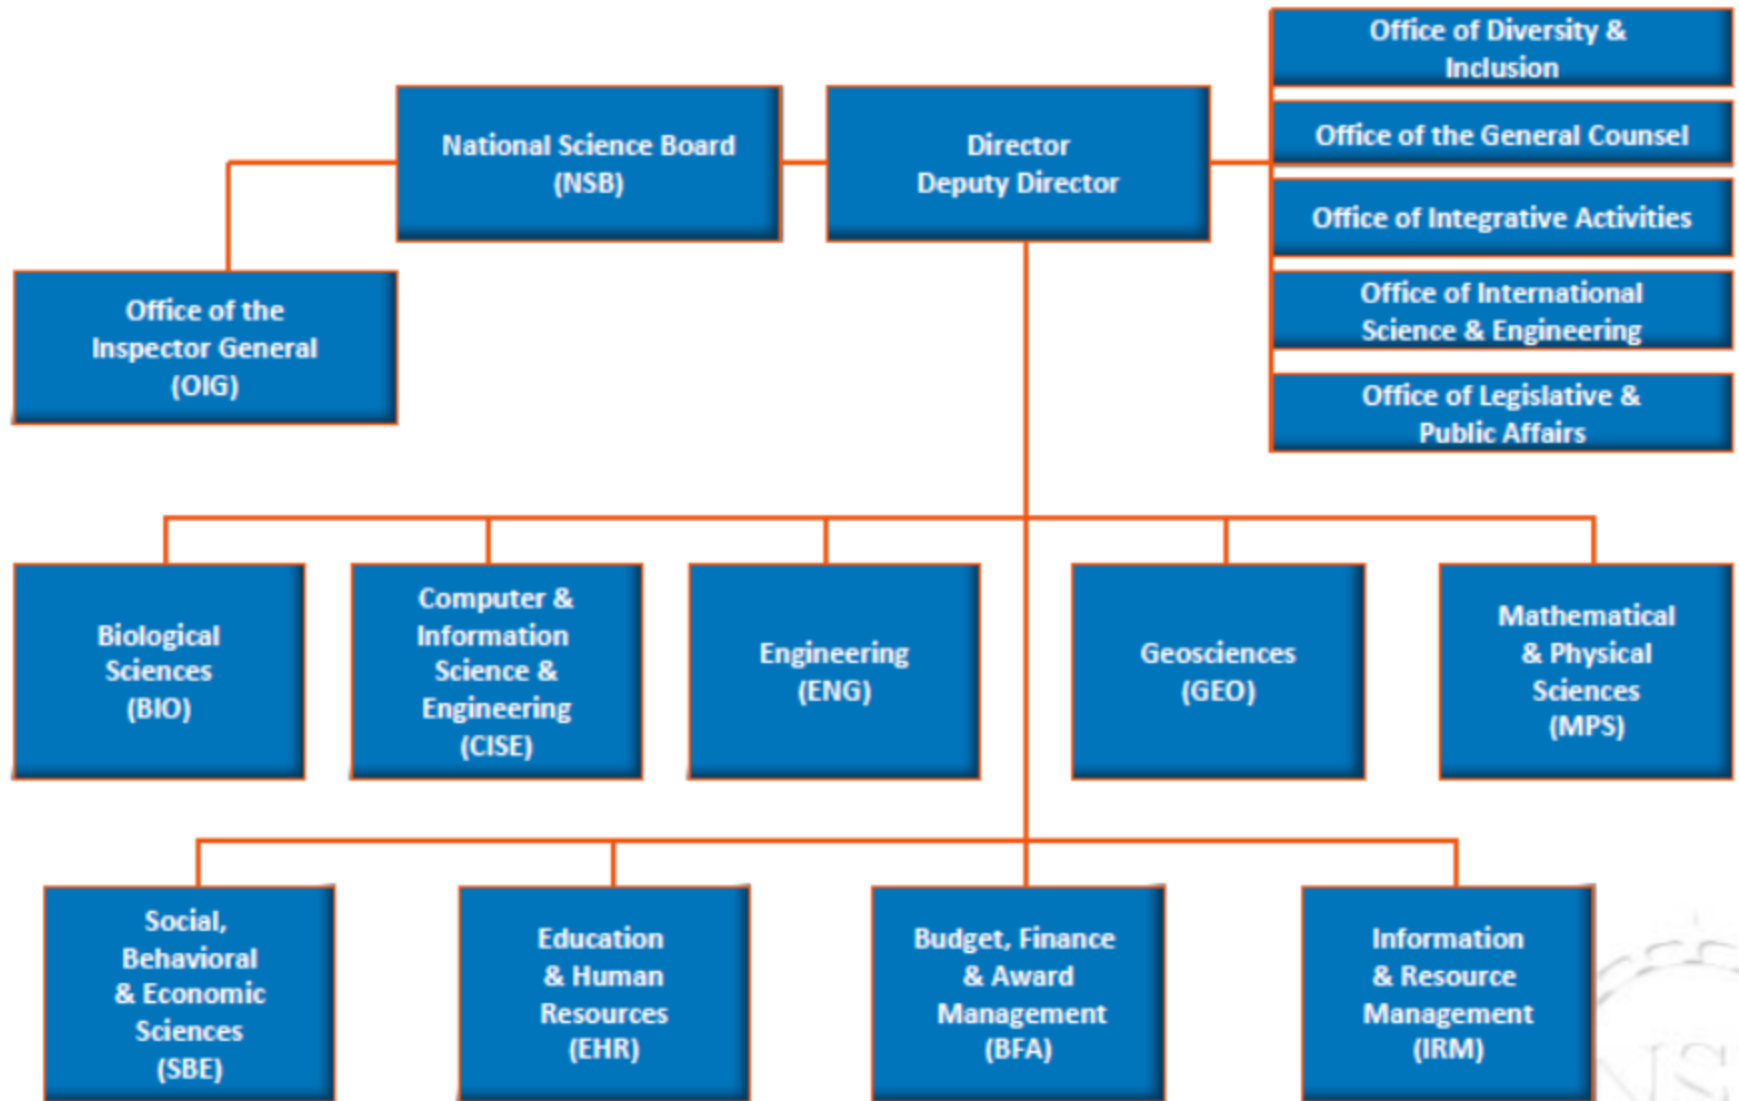 Office of Diversity &
Inclusion
National Science Board
(NSB)
Director
Deputy Director
Office of the General Counsel
Office of Integrative Activities
Office of the
Inspector General
(OIG)
Office of International
Science & Engineering
Office of Legislative &
Public Affairs
Biological
Sciences
(BIO)
Computer &
Information
Science &
Engineering
(CISE)
Engineering
(ENG)
Geosciences
(GEO)
Mathematical
& Physical
Sciences
(MPS)
Social,
Behavioral
& Economic
Sciences
(SBE)
Education
& Human
Resources
(EHR)
Budget, Finance
& Award
Management
(BFA)
Information
& Resource
Management
(IRM)